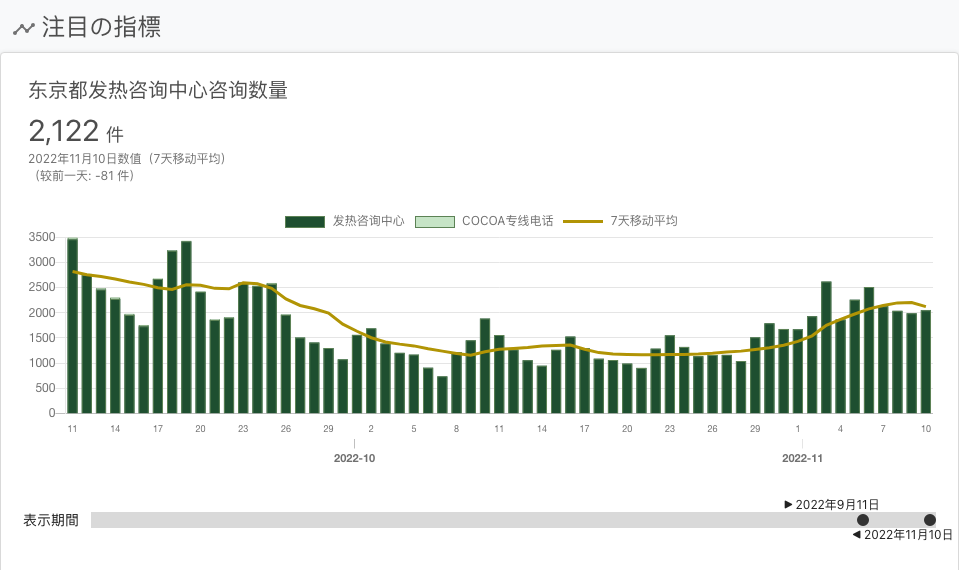 注目の指標
东京都发热咨询中心咨询数量
2,122 件
2022年11月10日数值（7天移动平均）
（较前一天: -81 件）
发热咨询中心 COCOA专线电话 7天移动平均
3500
3000
2500
2000
1500
1000
500
0
11 14 17 20 23 26 29 2 5 8 11 14 17 20 23 26 29 1 4 7 10
2022-10 2022-11
▶ 2022年9月11日
表示期間
◀ 2022年11月10日